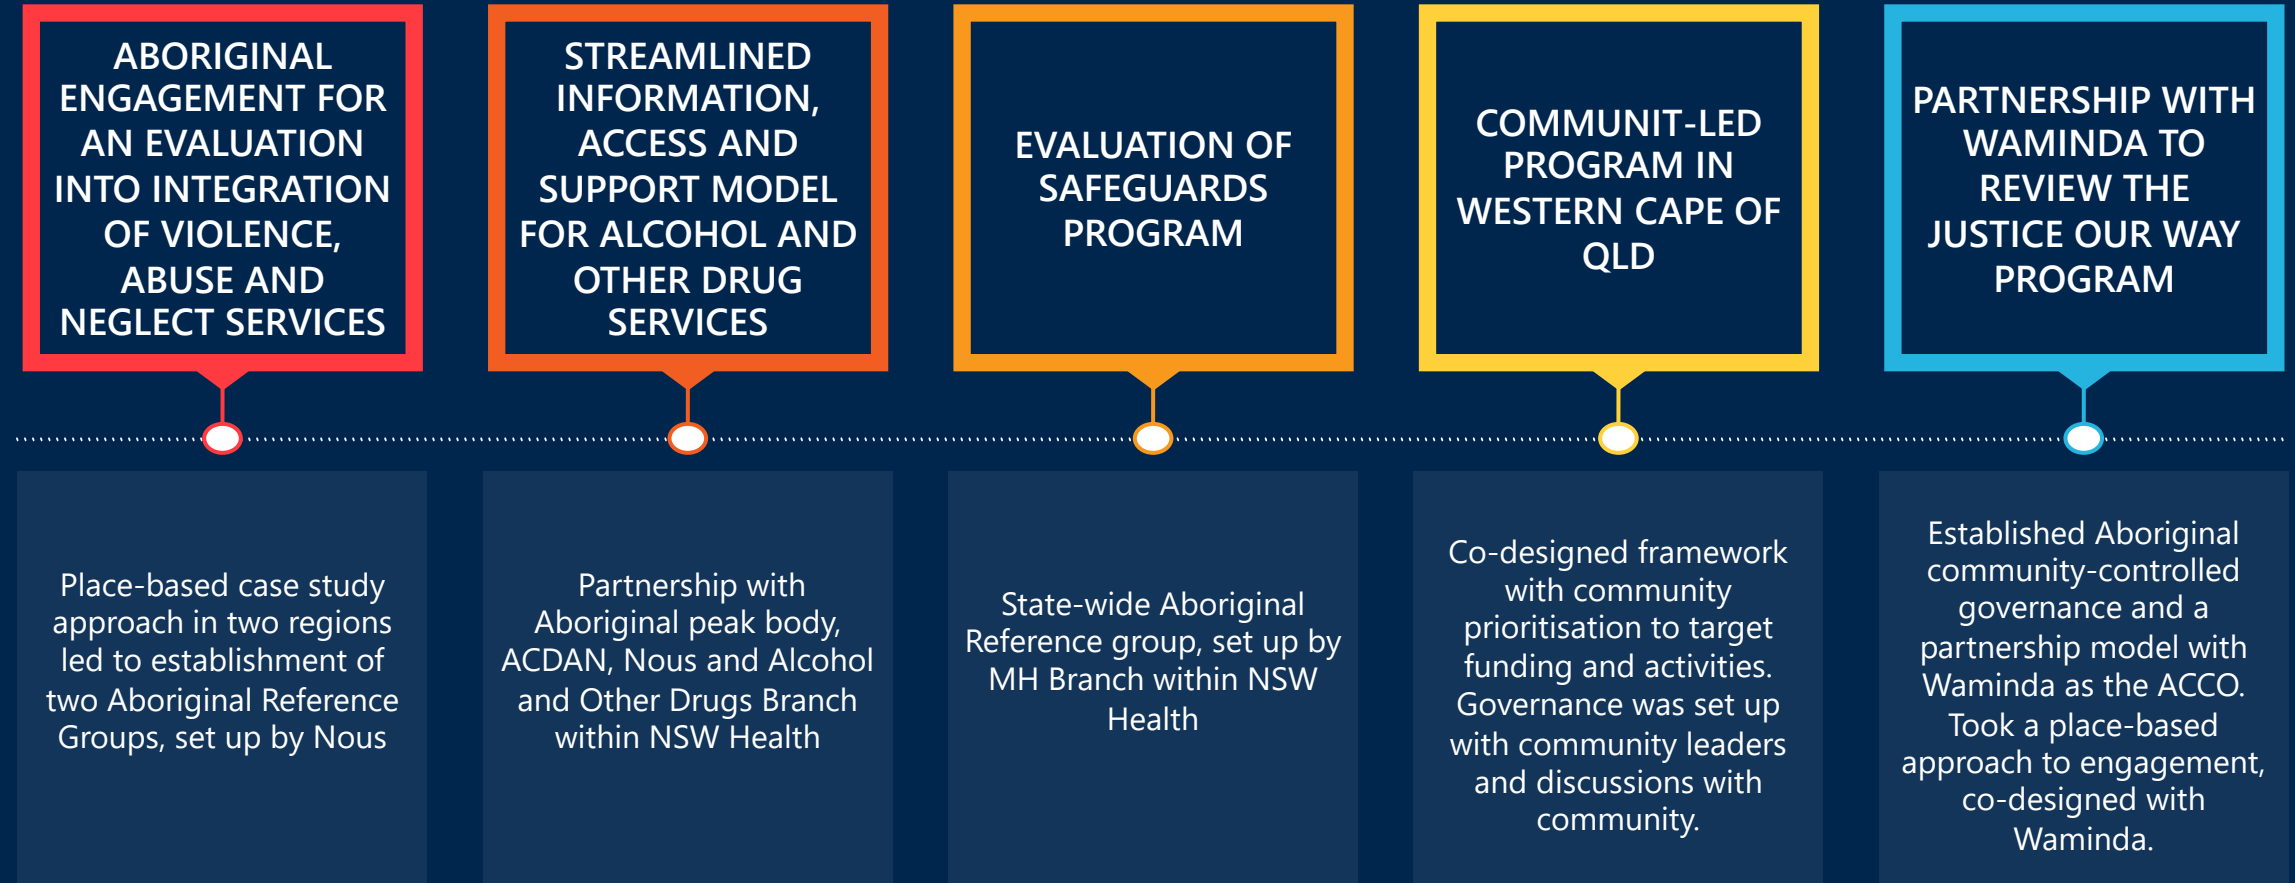 ABORIGINAL
ENGAGEMENT FOR
AN EVALUATION
INTO INTEGRATION
OF VIOLENCE,
ABUSE AND
NEGLECT SERVICES
STREAMLINED
INFORMATION,
ACCESS AND
SUPPORT MODEL
FOR ALCOHOL AND
OTHER DRUG
SERVICES
EVALUATION OF
SAFEGUARDS
PROGRAM
COMMUNIT-LED
PROGRAM IN
WESTERN CAPE OF
QLD
PARTNERSHIP WITH
WAMINDA TO
REVIEW THE
JUSTICE OUR WAY
PROGRAM
Place-based case study
approach in two regions
led to establishment of
two Aboriginal Reference
Groups, set up by Nous
Partnership with
Aboriginal peak body,
ACDAN, Nous and Alcohol
and Other Drugs Branch
within NSW Health
State-wide Aboriginal
Reference group, set up by
MH Branch within NSW
Health
Co-designed framework
with community
prioritisation to target
funding and activities.
Governance was set up
with community leaders
and discussions with
community.
Established Aboriginal
community-controlled
governance and a
partnership model with
Waminda as the ACCO.
Took a place-based
approach to engagement,
co-designed with
Waminda.